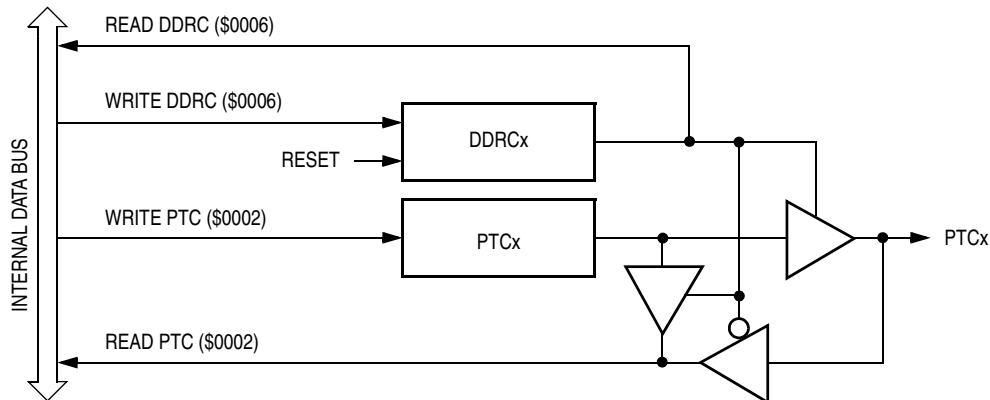 READ DDRC ($0006)
WRITE DDRC ($0006)
DDRCx
RESET
WRITE PTC ($0002)
PTCx
PTCx
READ PTC ($0002)
INTERNAL DATA BUS